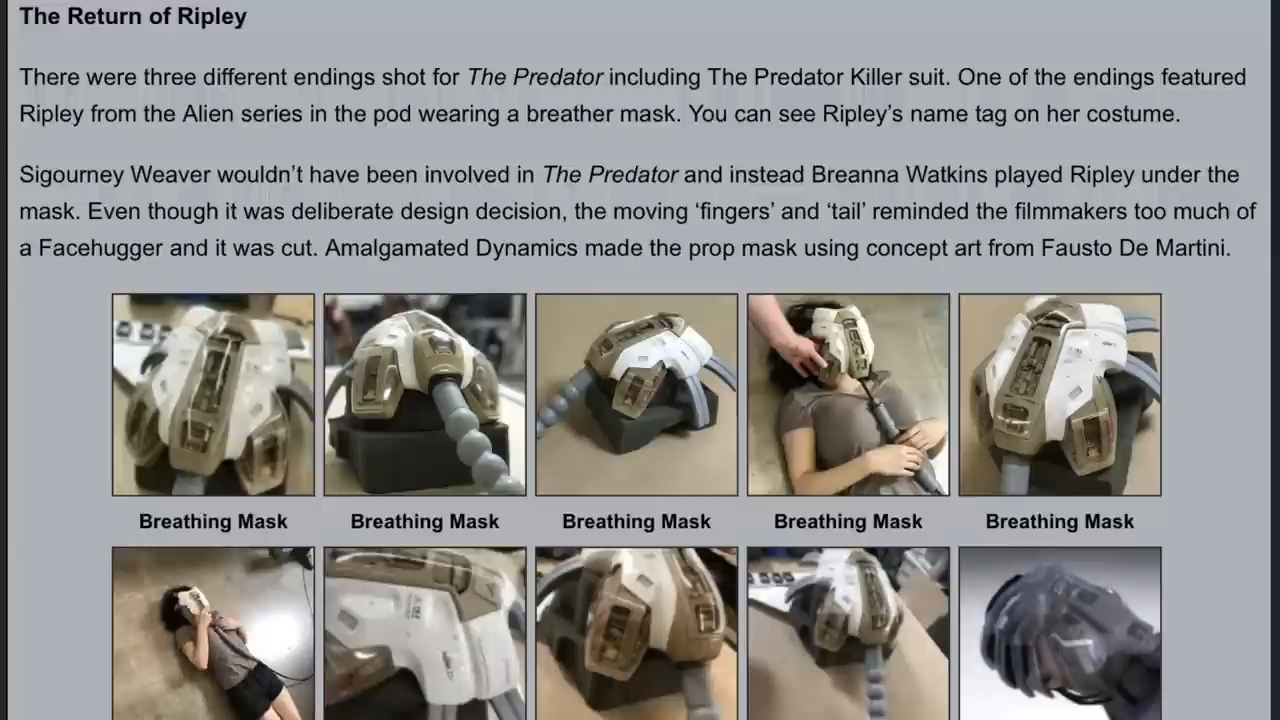 The Return of Ripley
There were three different endings shot for The Predator including The Predator Killer suit. One of the endings featured
Ripley from the Alien series in the pod wearing a breather mask. You can see Ripley’s name tag on her costume.
Sigourney Weaver wouldn’t have been involved in The Predator and instead Breanna Watkins played Ripley under the
mask. Even though it was deliberate design decision, the moving ‘fingers’ and ‘tail’ reminded the filmmakers too much of
a Facehugger and it was cut. Amalgamated Dynamics made the prop mask using concept art from Fausto De Martini.
Breathing Mask Breathing Mask Breathing Mask Breathing Mask Breathing Mask